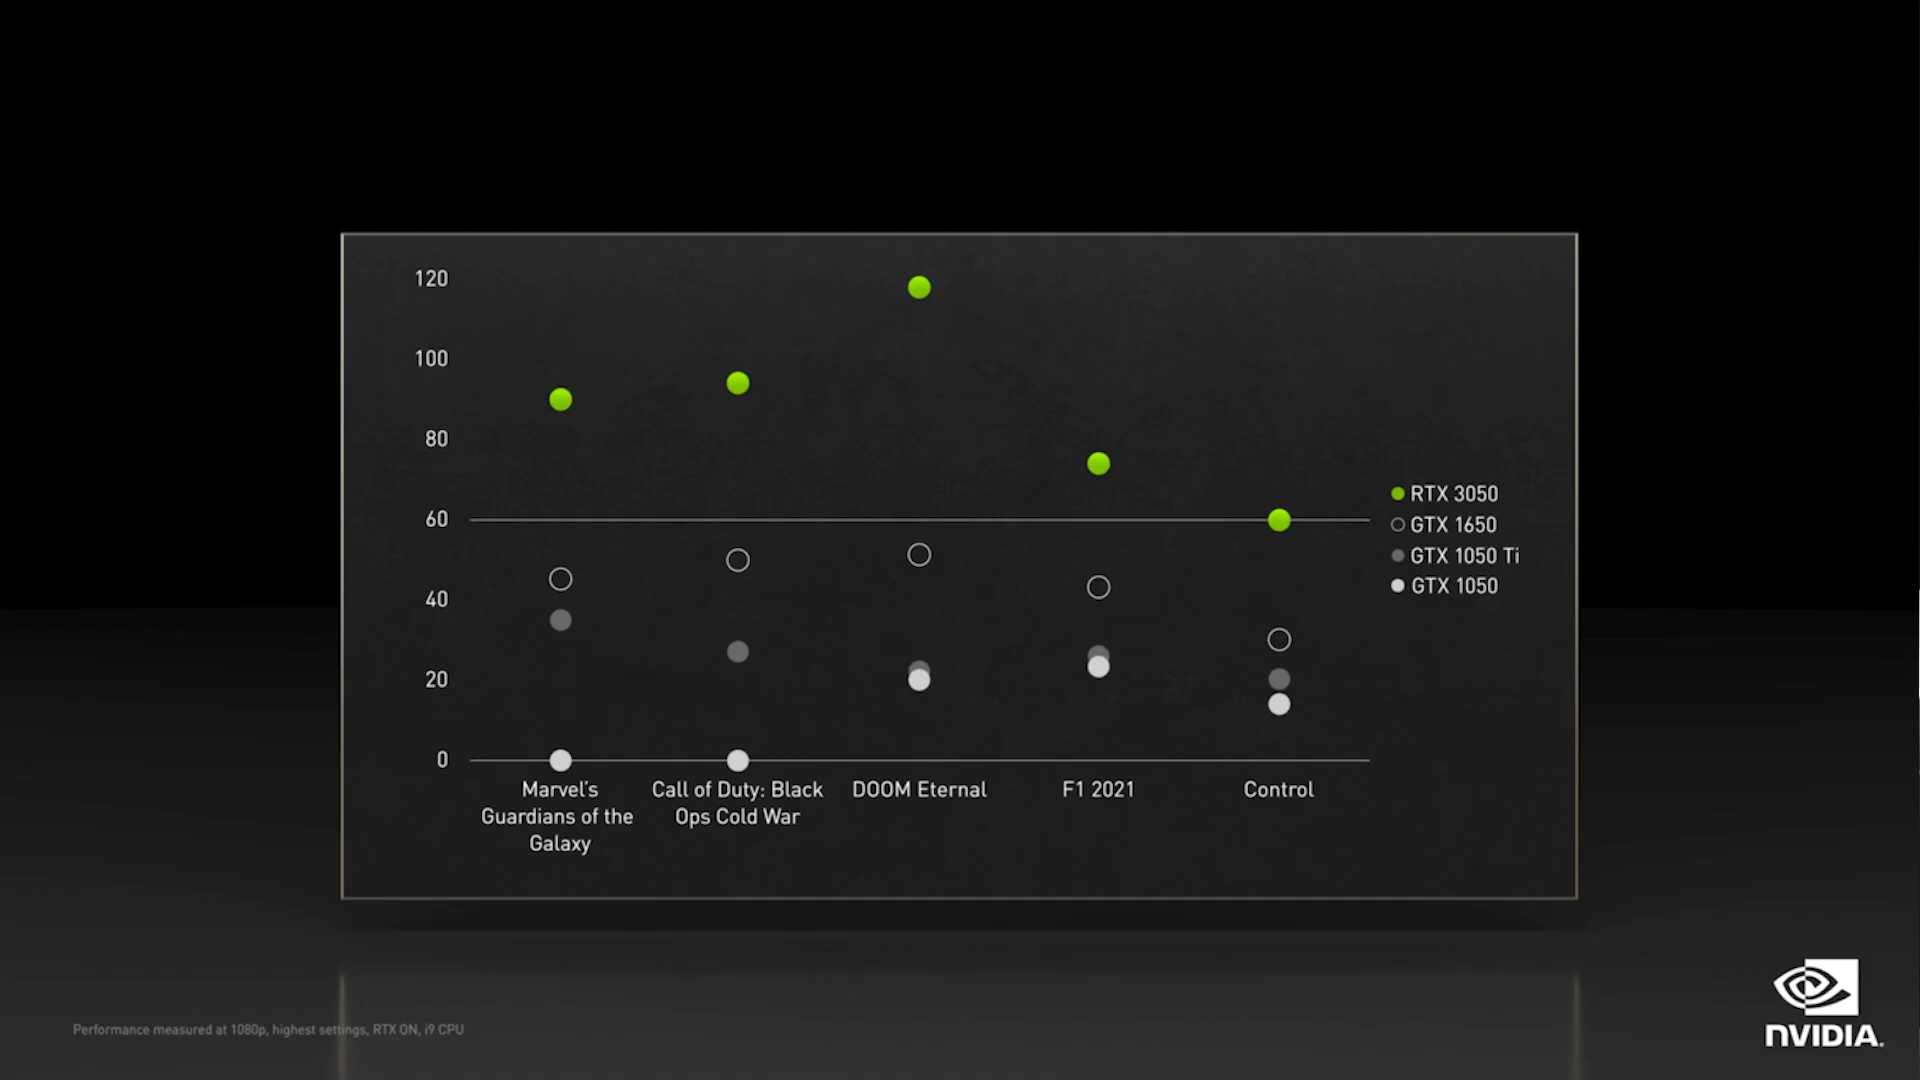 120
100
80
60
40
20
0
Marvel's
Guardians of the
Galaxy
Call of Duty: Black
Ops Cold War
DOOM Eternal
F1 2021
Control
RTX 3050
GTX 1650
GTX 1050 Ti
GTX 1050
Performance measured at 1080p, highest settings, RTX ON, i9 CPU
NVIDIA.